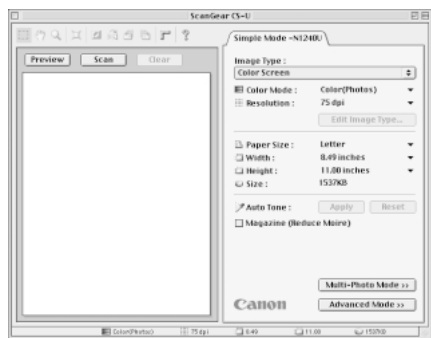 ScanGear CS-U
Preview Scan Clear
Simple Mode -N1240U
Image Type :
Color Screen
Color Mode : Color(Photos)
Resolution : 75 dpi
Edit Image Type...
Paper Size : Letter
Width : 8.49 inches
Height : 11.00 inches
Size : 1537KB
Auto Tone : Apply Reset
Magazine (Reduce Moire)
Multi-Photo Mode >>
Canon Advanced Mode >>
Color(Photos) 75 dpi 8.49 11.00 1537KB